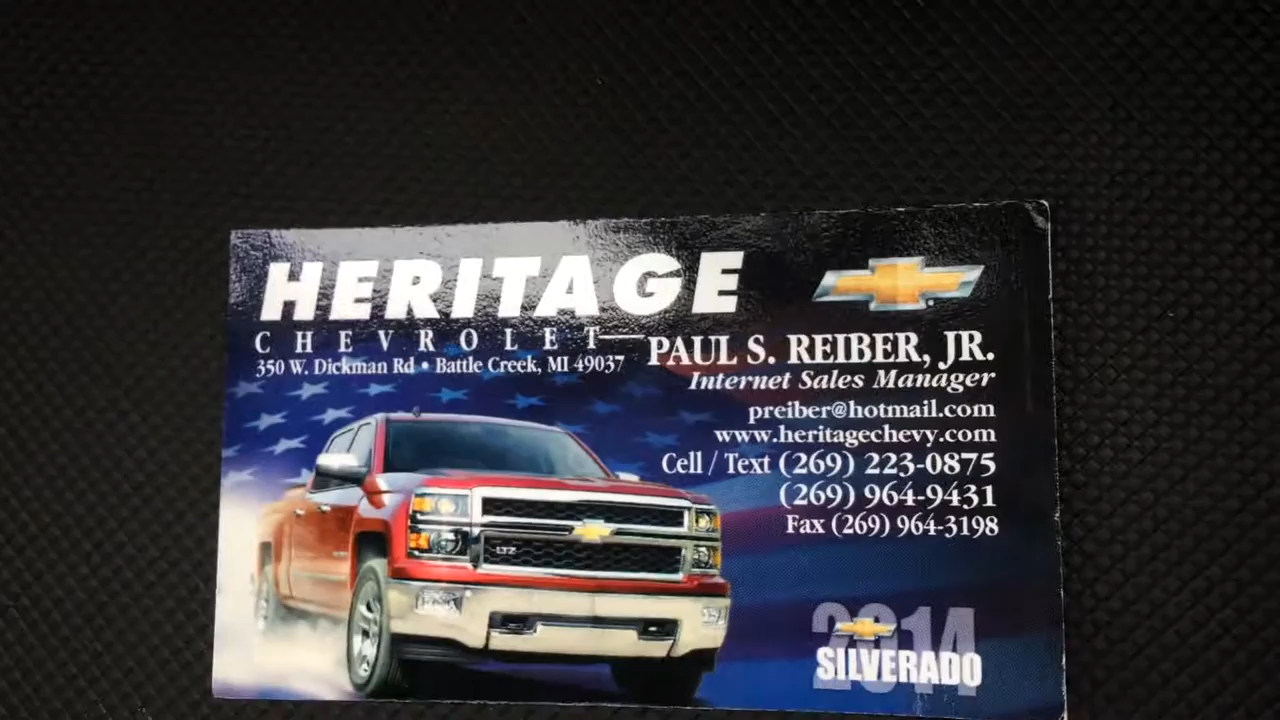 HERITAGE
CHEVROLET
350 W. Dickman Rd • Battle Creek, MI 49037
PAUL S. REIBER, JR.
Internet Sales Manager
preiber@hotmail.com
www.heritagechevy.com
Cell / Text (269) 223-0875
(269) 964-9431
Fax (269) 964-3198
LTZ
2014
SILVERADO